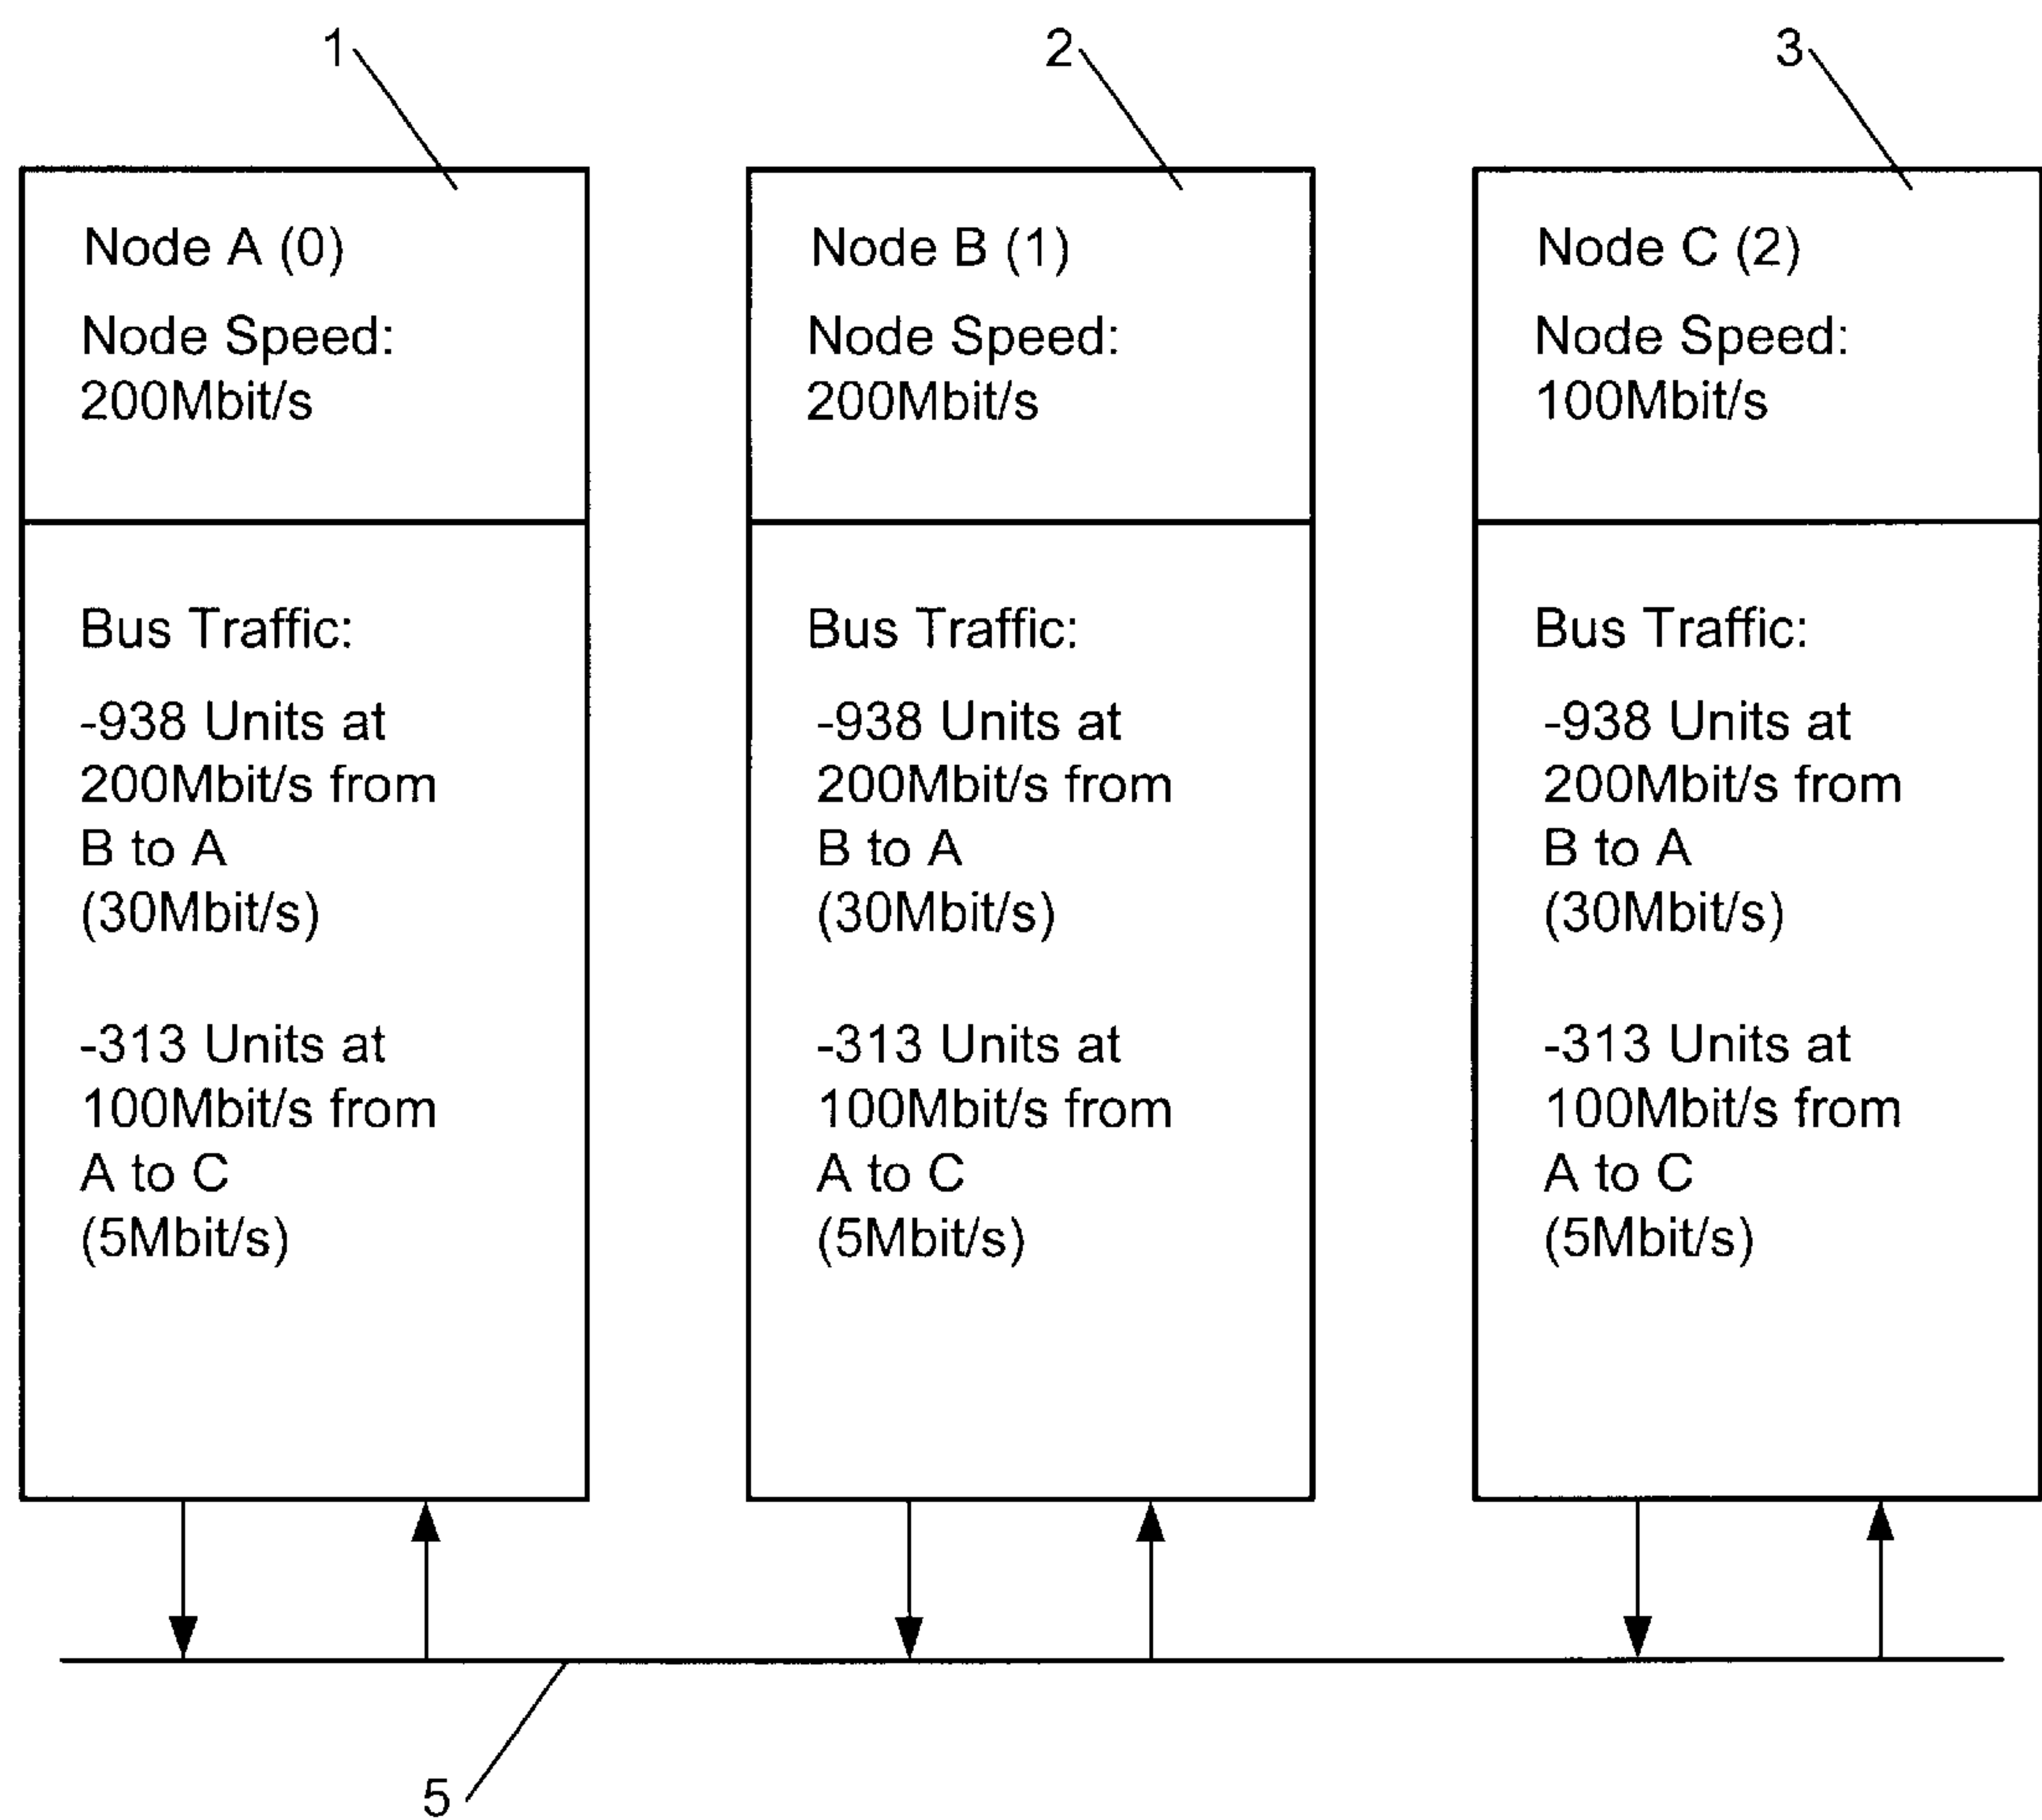 1
2
3
Node A (0)
Node Speed:
200Mbit/s
Bus Traffic:
-938 Units at
200Mbit/s from
B to A
(30Mbit/s)
-313 Units at
100Mbit/s from
A to C
(5Mbit/s)
Node B (1)
Node Speed:
200Mbit/s
Bus Traffic:
-938 Units at
200Mbit/s from
B to A
(30Mbit/s)
-313 Units at
100Mbit/s from
A to C
(5Mbit/s)
Node C (2)
Node Speed:
100Mbit/s
Bus Traffic:
-938 Units at
200Mbit/s from
B to A
(30Mbit/s)
-313 Units at
100Mbit/s from
A to C
(5Mbit/s)
5